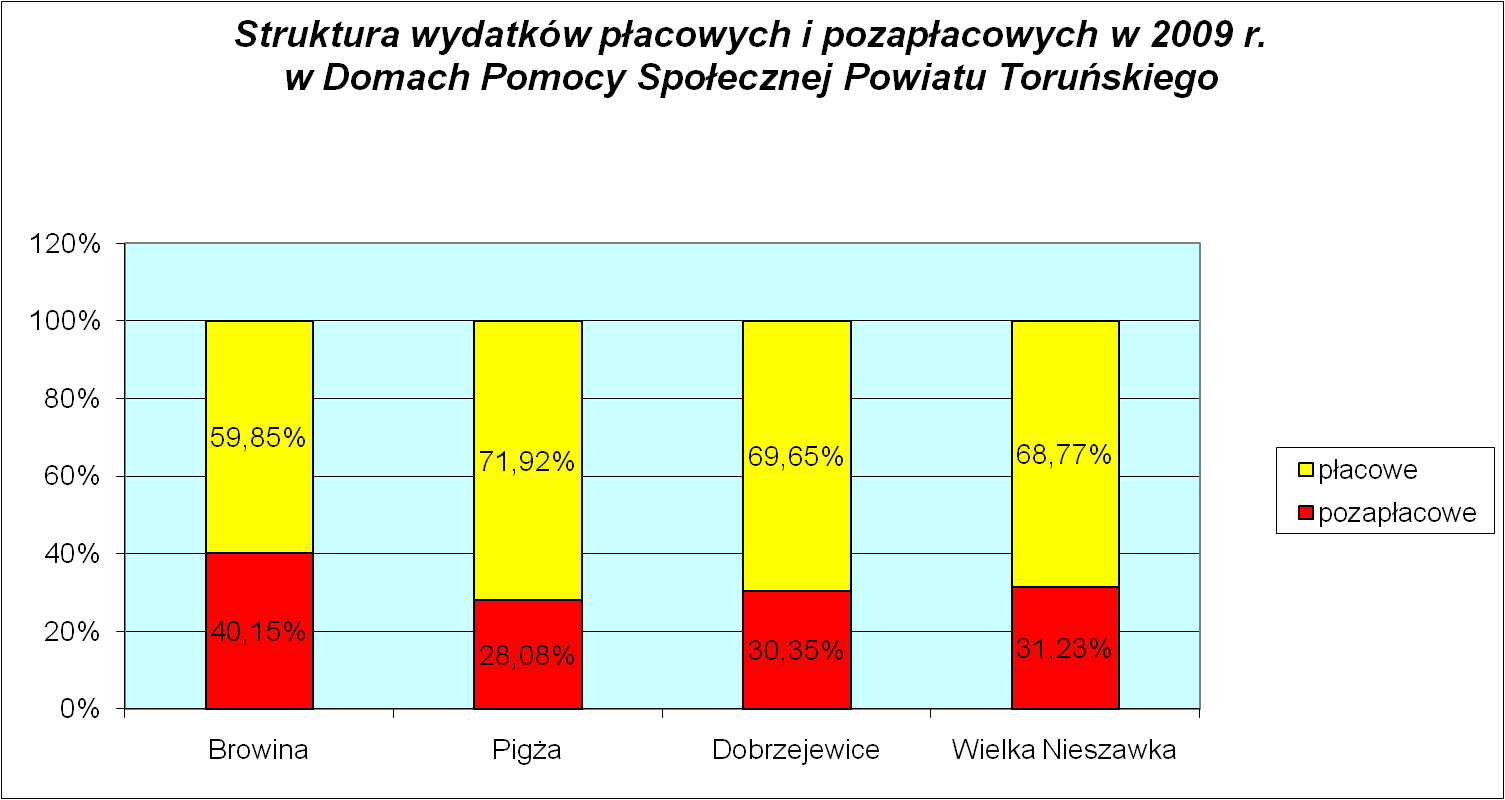 Struktura wydatków płacowych i pozapłacowych w 2009 r.
w Domach Pomocy Społecznej Powiatu Toruńskiego
120%
100%
80%
60%
40%
20%
0%
59,85%
71,92%
69,65%
68,77%
40,15%
28,08%
30,35%
31,23%
Browina
Pigża
Dobrzejewice
Wielka Nieszawka
płacowe
pozapłacowe